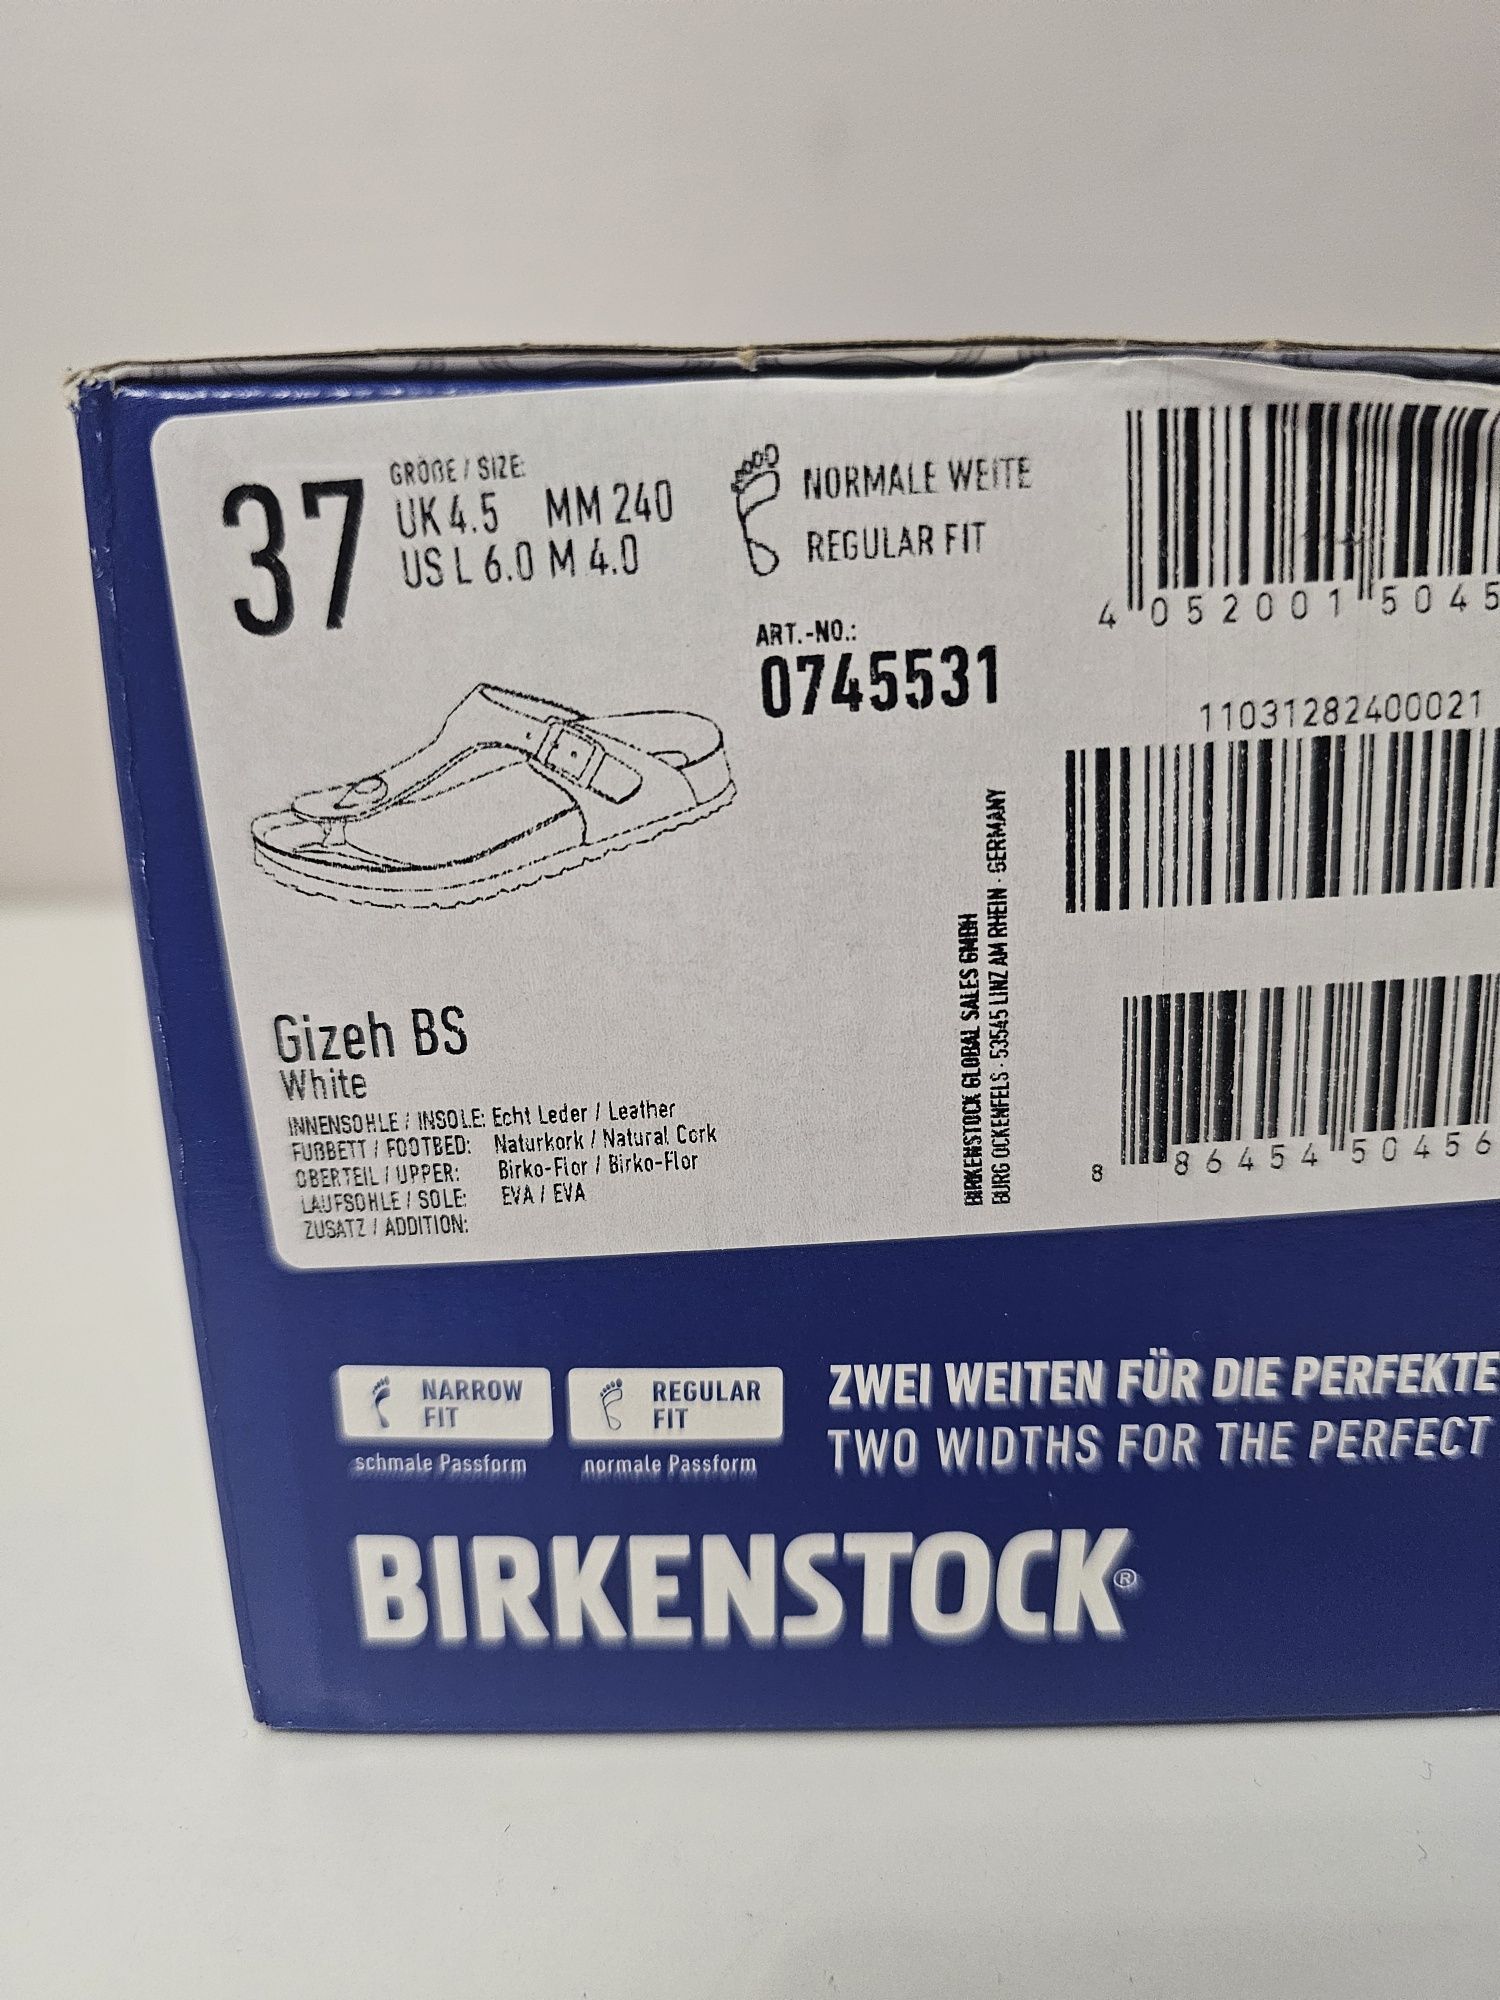 37
GRÖßE / SIZE:
UK 4.5 MM 240
US L 6.0 M 4.0
NORMALE WEITE
REGULAR FIT
ART.-NO.:
0745531
4 052001 5045
11031282400021
8 86454 50456
BIRKENSTOCK GLOBAL SALES GMBH
BURG OCKENFELS · 53545 LINZ AM RHEIN · GERMANY
Gizeh BS
White
INNENSOHLE / INSOLE: Echt Leder / Leather
FUßBETT / FOOTBED: Naturkork / Natural Cork
OBERTEIL / UPPER: Birko-Flor / Birko-Flor
LAUFSOHLE / SOLE: EVA / EVA
ZUSATZ / ADDITION:
NARROW
FIT
schmale Passform
REGULAR
FIT
normale Passform
ZWEI WEITEN FÜR DIE PERFEKTE
TWO WIDTHS FOR THE PERFECT
BIRKENSTOCK®